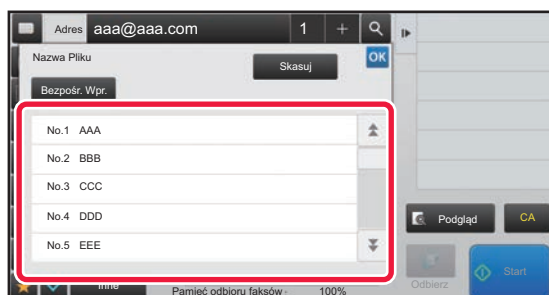 Adres aaa@aaa.com 1 +
Nazwa Pliku Skasuj OK
Bezpośr. Wpr.
No.1 AAA
No.2 BBB
No.3 CCC
No.4 DDD
Podgląd CA
No.5 EEE
Inne Pamięć odbioru faksów 100%
Odbierz Start